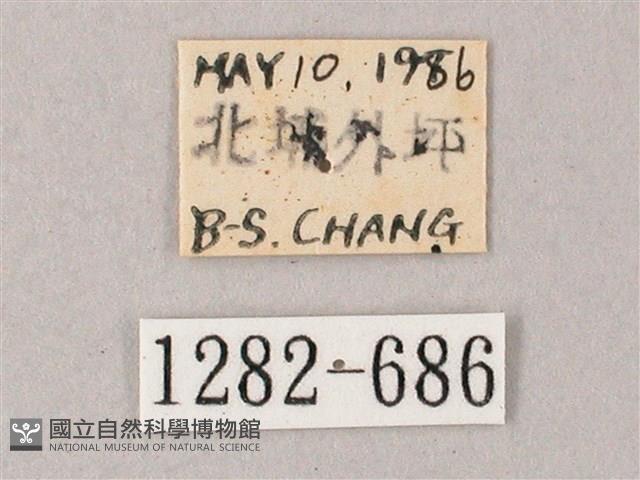 MAY 10, 1986
北埔外坪
B-S. CHANG
1282-686
國立自然科學博物館
NATIONAL MUSEUM OF NATURAL SCIENCE